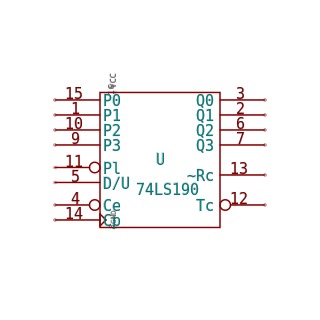 VCC
15 P0 Q0 3
1 P1 Q1 2
10 P2 Q2 6
9 P3 Q3 7
11 Pl
U
~Rc 13
5 D/U
74LS190
4 Ce Tc 12
14 Cp